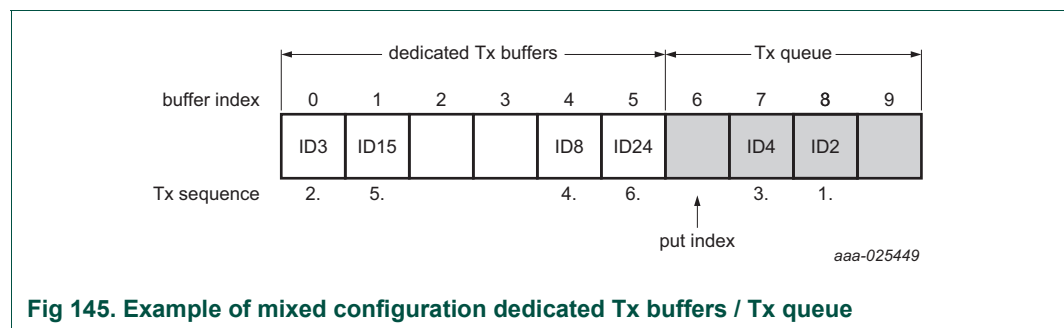 dedicated Tx buffers Tx queue
buffer index 0 1 2 3 4 5 6 7 8 9
ID3 ID15 ID8 ID24 ID4 ID2
Tx sequence 2. 5. 4. 6. 3. 1.
put index
aaa-025449
Fig 145. Example of mixed configuration dedicated Tx buffers / Tx queue